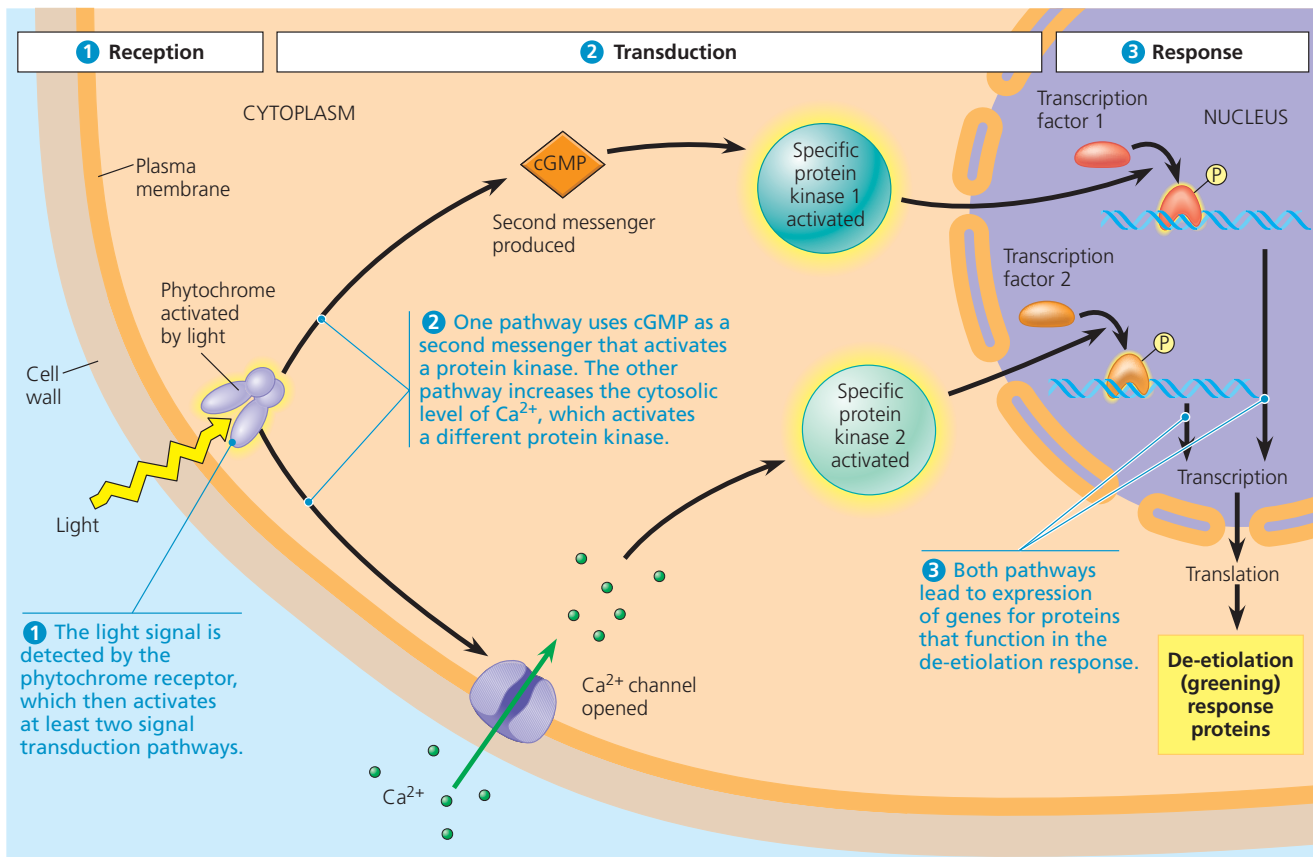 1 Reception
2 Transduction
3 Response
CYTOPLASM
NUCLEUS
Plasma
membrane
Cell
wall
Phytochrome
activated
by light
Light
1 The light signal is
detected by the
phytochrome receptor,
which then activates
at least two signal
transduction pathways.
cGMP
Second messenger
produced
2 One pathway uses cGMP as a
second messenger that activates
a protein kinase. The other
pathway increases the cytosolic
level of Ca²⁺, which activates
a different protein kinase.
Specific
protein
kinase 1
activated
Specific
protein
kinase 2
activated
Ca²⁺ channel
opened
Ca²⁺
Transcription
factor 1
P
Transcription
factor 2
P
Transcription
Translation
3 Both pathways
lead to expression
of genes for proteins
that function in the
de-etiolation response.
De-etiolation
(greening)
response
proteins